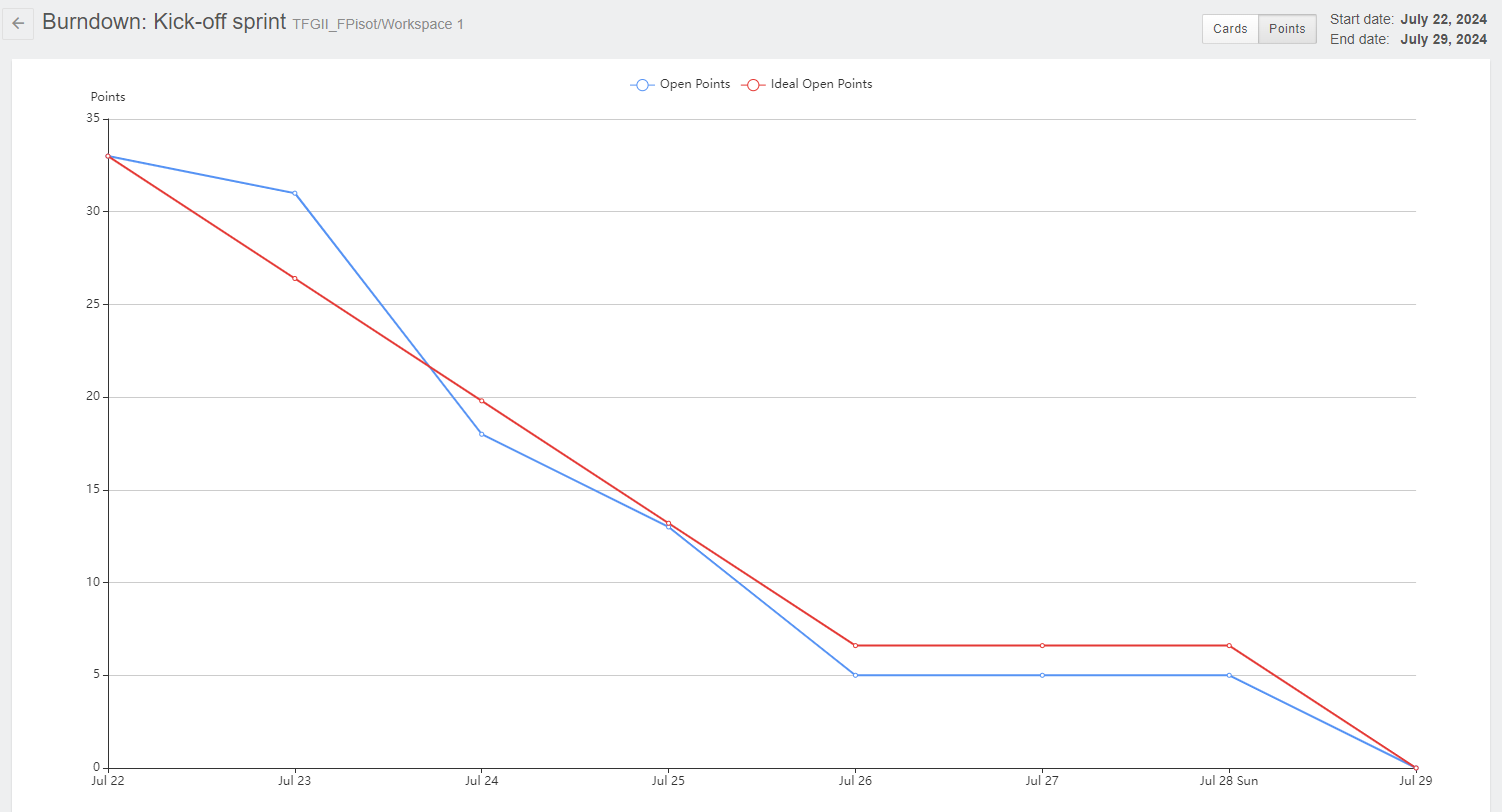 Burndown: Kick-off sprint TFGII_FPisot/Workspace 1
Cards Points
Start date: July 22, 2024
End date: July 29, 2024
Open Points Ideal Open Points
Points
35
30
25
20
15
10
5
0
Jul 22 Jul 23 Jul 24 Jul 25 Jul 26 Jul 27 Jul 28 Sun Jul 29